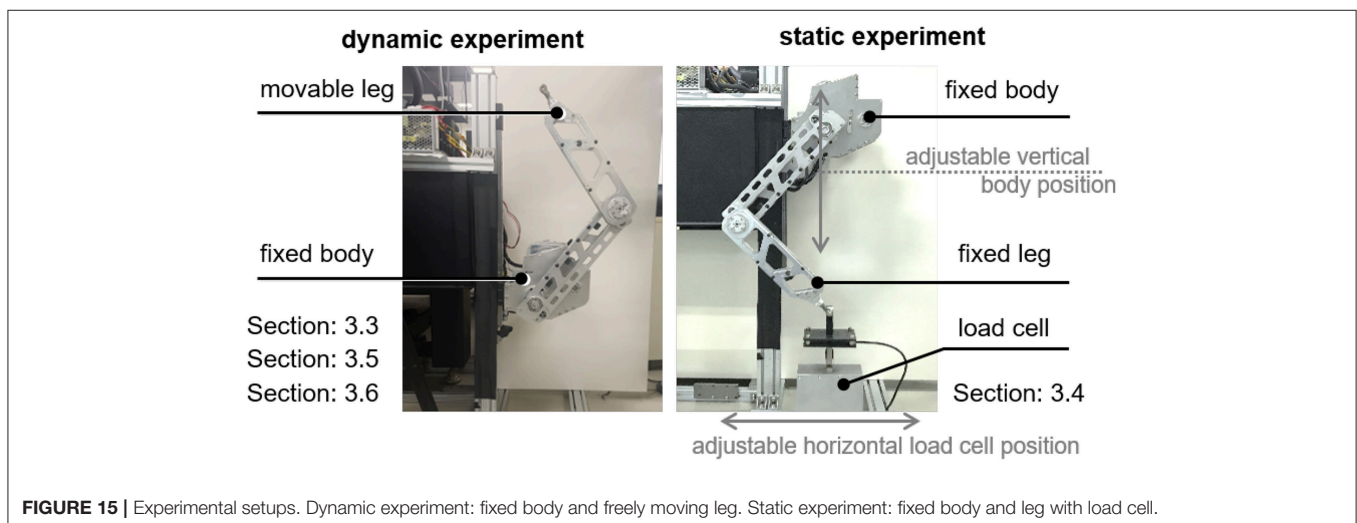 dynamic experiment
movable leg
fixed body
Section: 3.3
Section: 3.5
Section: 3.6
static experiment
fixed body
adjustable vertical
body position
fixed leg
load cell
Section: 3.4
adjustable horizontal load cell position
FIGURE 15 | Experimental setups. Dynamic experiment: fixed body and freely moving leg. Static experiment: fixed body and leg with load cell.